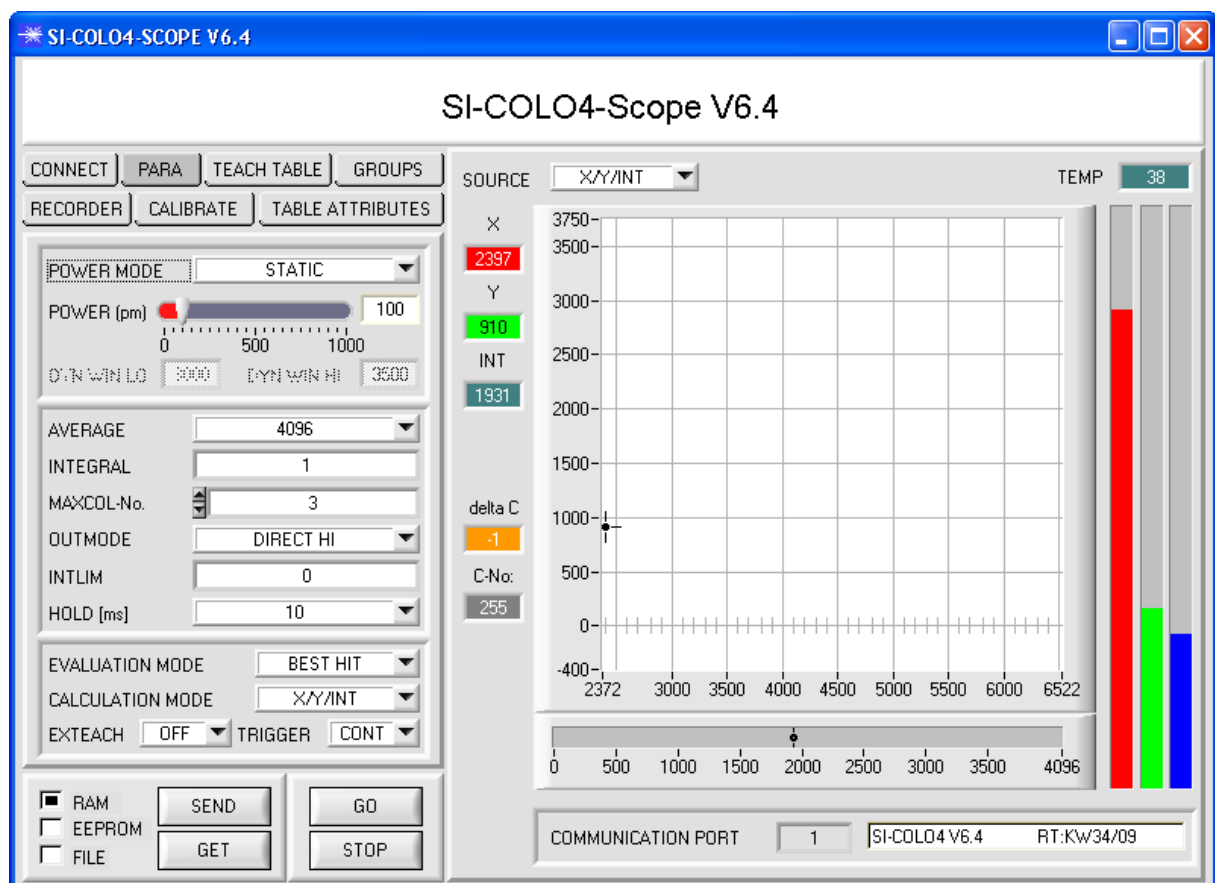 SI-COLO4-SCOPE V6.4
SI-COLO4-Scope V6.4
CONNECT PARA TEACH TABLE GROUPS
RECORDER CALIBRATE TABLE ATTRIBUTES
POWER MODE STATIC
POWER (pm) 100
0 500 1000
DYN WIN LO 3000 DYN WIN HI 3500
AVERAGE 4096
INTEGRAL 1
MAXCOL-No. 3
OUTMODE DIRECT HI
INTLIM 0
HOLD [ms] 10
EVALUATION MODE BEST HIT
CALCULATION MODE X/Y/INT
EXTEACH OFF TRIGGER CONT
RAM
EEPROM
FILE
SEND
GET
GO
STOP
SOURCE X/Y/INT
TEMP 38
X
2397
Y
910
INT
1931
delta C
-1
C-No:
255
3750
3500
3000
2500
2000
1500
1000
500
0
-400
2372 3000 3500 4000 4500 5000 5500 6000 6522
0 500 1000 1500 2000 2500 3000 3500 4096
COMMUNICATION PORT 1 SI-COLO4 V6.4 RT:KW34/09